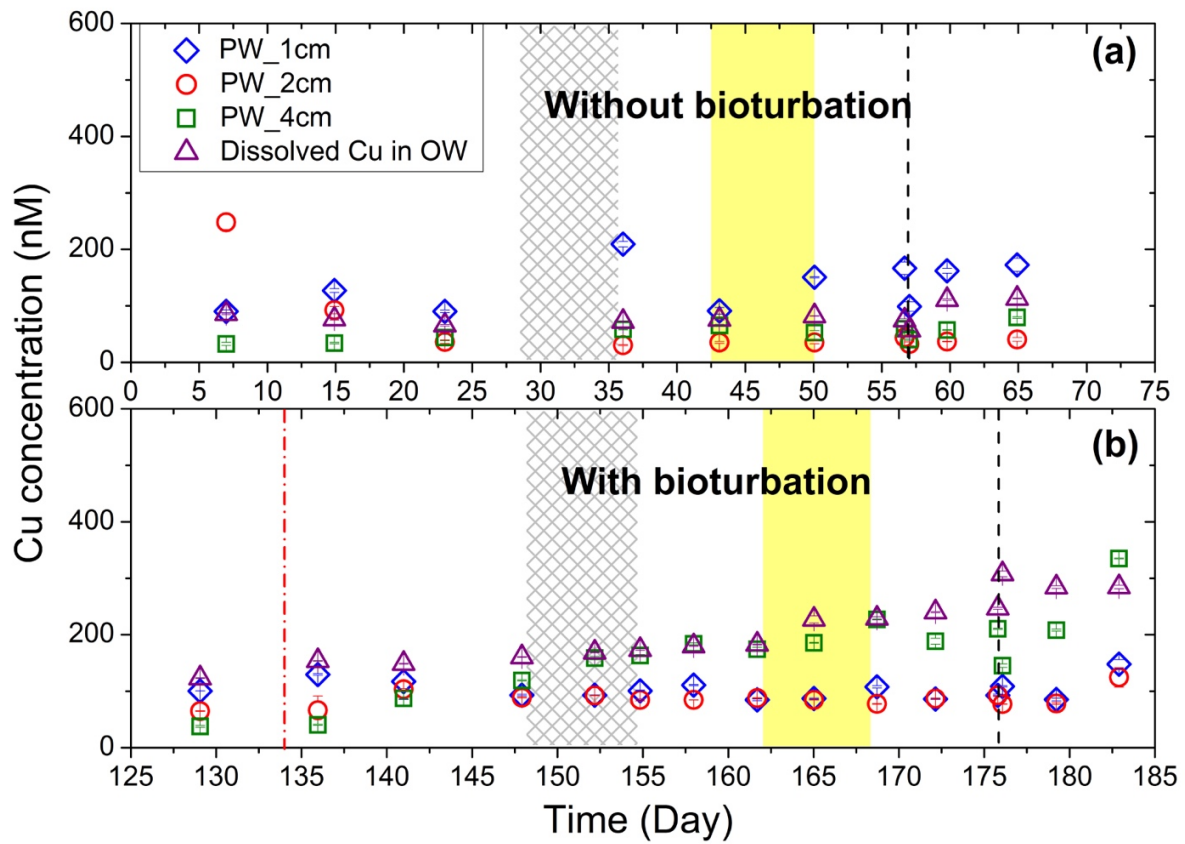 600
400
200
0
Cu concentration (nM)
PW_1cm
PW_2cm
PW_4cm
Dissolved Cu in OW
Without bioturbation
(a)
0 5 10 15 20 25 30 35 40 45 50 55 60 65 70 75
600
400
200
0
With bioturbation
(b)
125 130 135 140 145 150 155 160 165 170 175 180 185
Time (Day)